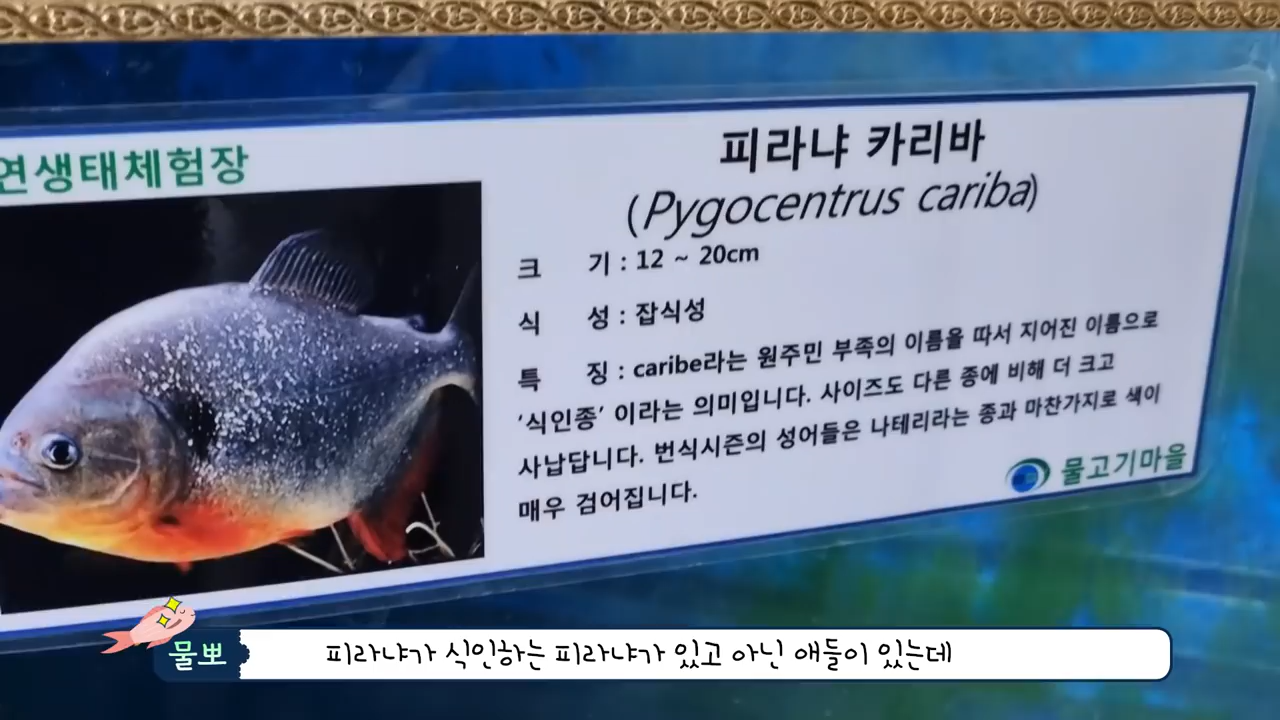 연생태체험장
피라냐 카리바
(Pygocentrus cariba)
크 기 : 12 ~ 20cm
식 성 : 잡식성
특 징 : caribe라는 원주민 부족의 이름을 따서 지어진 이름으로
‘식인종’ 이라는 의미입니다. 사이즈도 다른 종에 비해 더 크고
사납답니다. 번식시즌의 성어들은 나테리라는 종과 마찬가지로 색이
매우 검어집니다.
물고기마을
물뽀
피라냐가 식인하는 피라냐가 있고 아닌 애들이 있는데